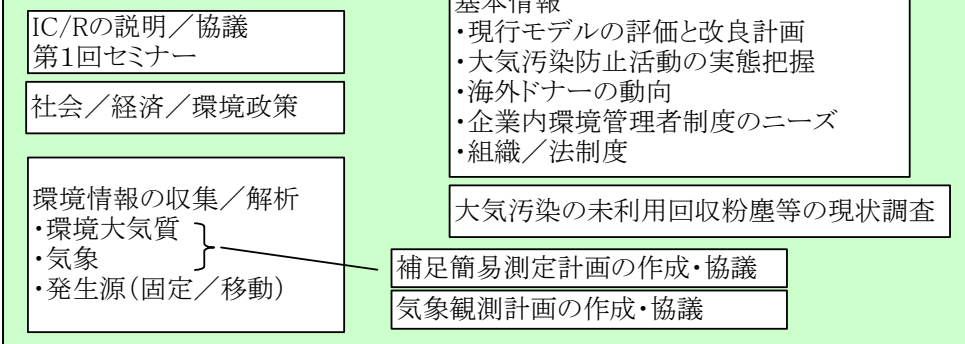 IC/Rの説明／協議
第1回セミナー
社会／経済／環境政策
環境情報の収集／解析
・環境大気質
・気象
・発生源（固定／移動）
基本情報
・現行モデルの評価と改良計画
・大気汚染防止活動の実態把握
・海外ドナーの動向
・企業内環境管理者制度のニーズ
・組織／法制度
大気汚染の未利用回収粉塵等の現状調査
補足簡易測定計画の作成・協議
気象観測計画の作成・協議